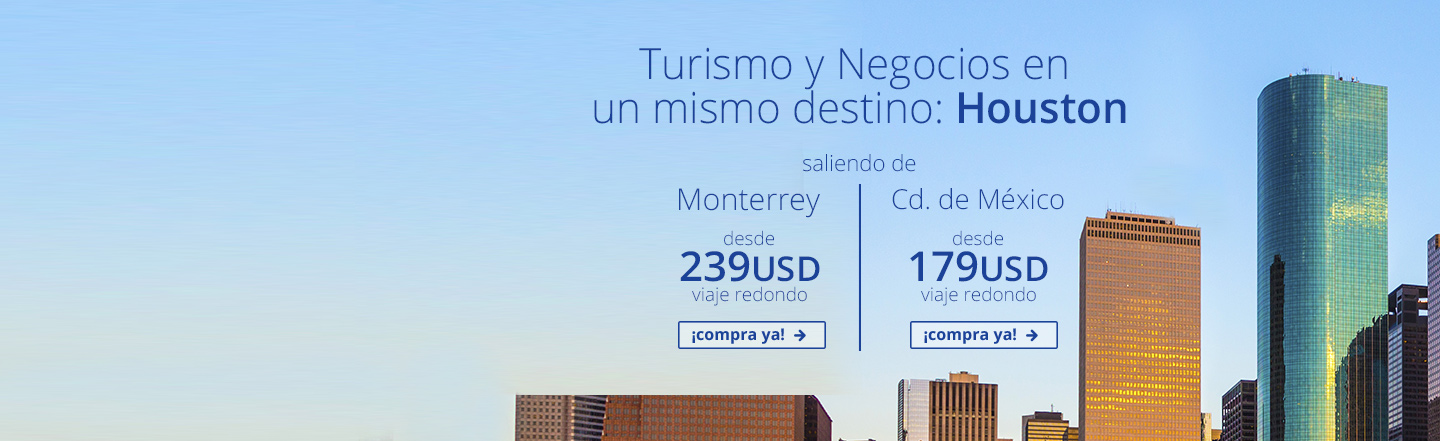 Turismo y Negocios en
un mismo destino: Houston
saliendo de
Monterrey
desde
239USD
viaje redondo
¡compra ya! →
Cd. de México
desde
179USD
viaje redondo
¡compra ya! →